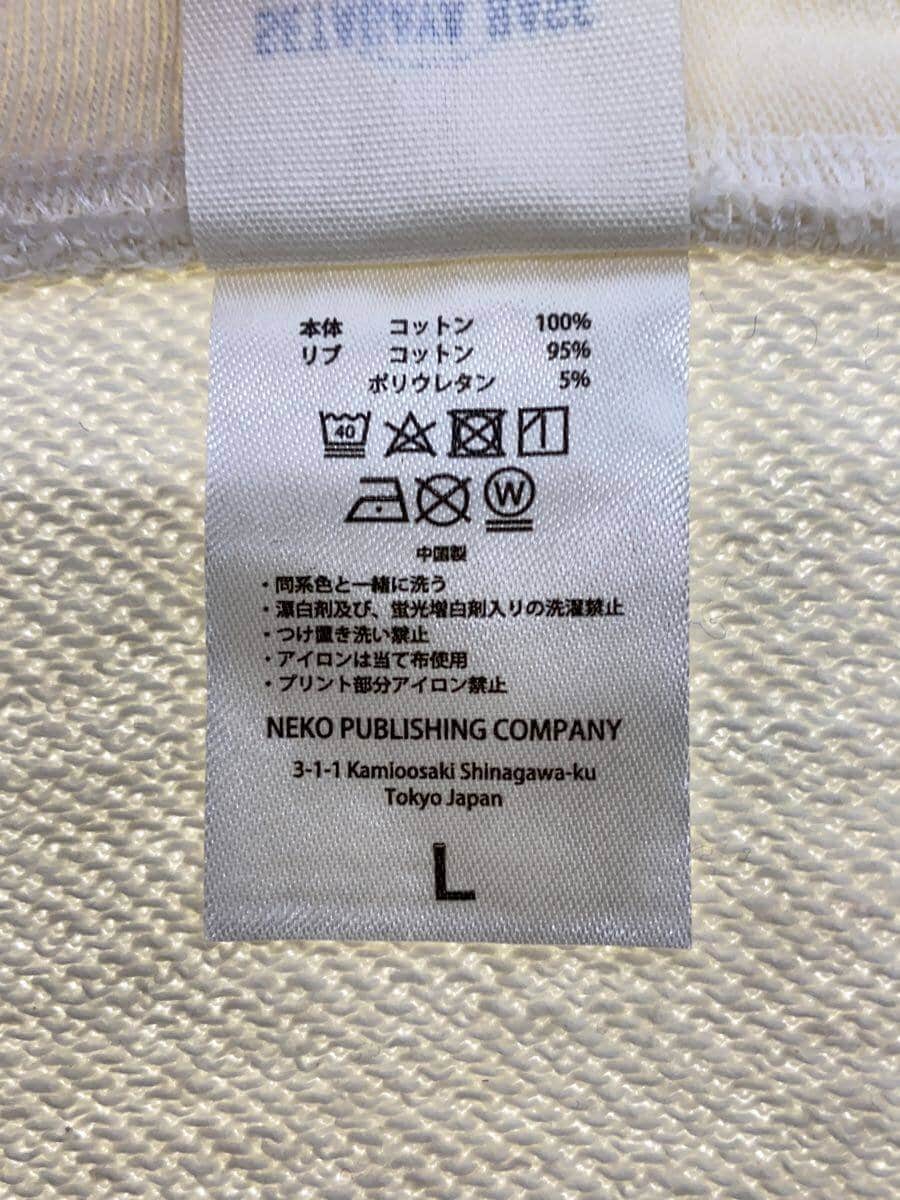 本体 コットン 100%
リブ コットン 95%
ポリウレタン 5%
40
W
中国製
・同系色と一緒に洗う
・漂白剤及び、蛍光増白剤入りの洗濯禁止
・つけ置き洗い禁止
・アイロンは当て布使用
・プリント部分アイロン禁止
NEKO PUBLISHING COMPANY
3-1-1 Kamioosaki Shinagawa-ku
Tokyo Japan
L